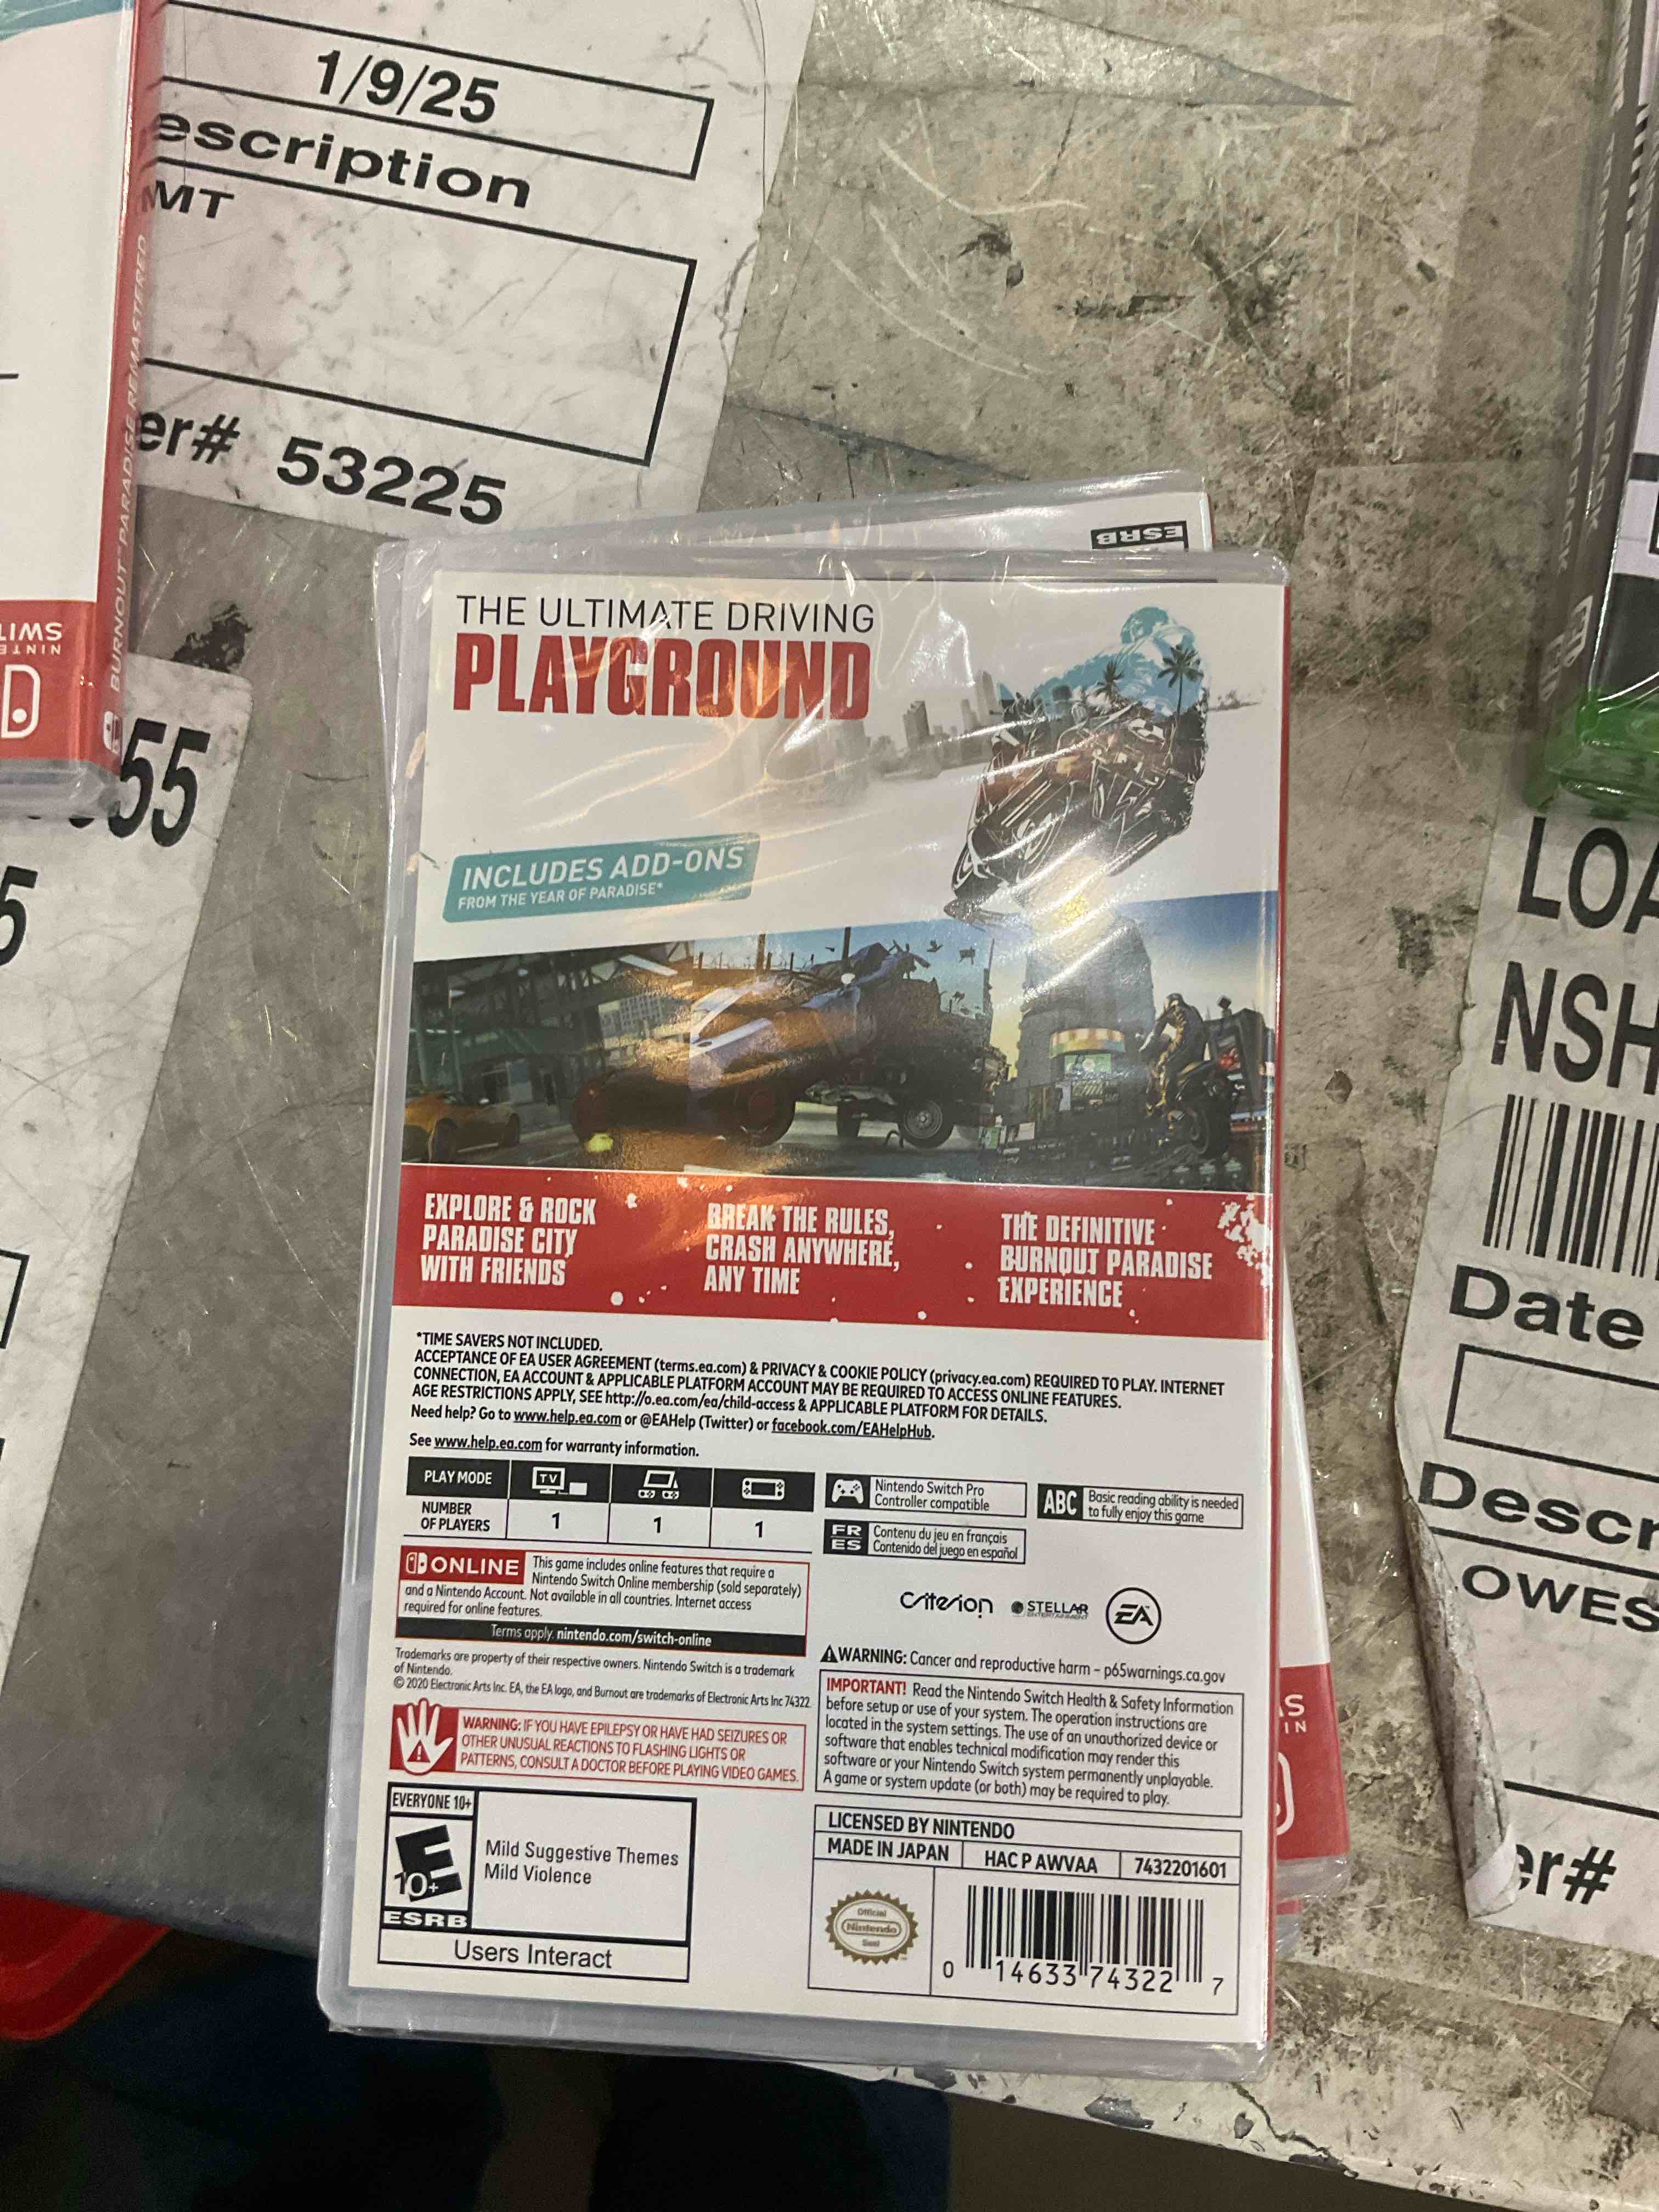 1/9/25
escription
MT
er# 53225
BURNOUT PARADISE REMASTERED
55
5
ESRB
THE ULTIMATE DRIVING
PLAYGROUND
INCLUDES ADD-ONS
FROM THE YEAR OF PARADISE*
EXPLORE & ROCK
PARADISE CITY
WITH FRIENDS
BREAK THE RULES,
CRASH ANYWHERE,
ANY TIME
THE DEFINITIVE
BURNOUT PARADISE
EXPERIENCE
*TIME SAVERS NOT INCLUDED.
ACCEPTANCE OF EA USER AGREEMENT (terms.ea.com) & PRIVACY & COOKIE POLICY (privacy.ea.com) REQUIRED TO PLAY. INTERNET
CONNECTION, EA ACCOUNT & APPLICABLE PLATFORM ACCOUNT MAY BE REQUIRED TO ACCESS ONLINE FEATURES.
AGE RESTRICTIONS APPLY, SEE http://o.ea.com/ea/child-access & APPLICABLE PLATFORM FOR DETAILS.
Need help? Go to www.help.ea.com or @EAHelp (Twitter) or facebook.com/EAHelpHub.
See www.help.ea.com for warranty information.
PLAY MODE
TV
NUMBER
OF PLAYERS
1 1 1
Nintendo Switch Pro
Controller compatible
ABC
Basic reading ability is needed
to fully enjoy this game
FR
ES
Contenu du jeu en français
Contenido del juego en español
ONLINE This game includes online features that require a
Nintendo Switch Online membership (sold separately)
and a Nintendo Account. Not available in all countries. Internet access
required for online features.
Terms apply. nintendo.com/switch-online
Criterion
STELLAR
ENTERTAINMENT
EA
Trademarks are property of their respective owners. Nintendo Switch is a trademark
of Nintendo.
© 2020 Electronic Arts Inc. EA, the EA logo, and Burnout are trademarks of Electronic Arts Inc 74322
WARNING: Cancer and reproductive harm - p65warnings.ca.gov
IMPORTANT! Read the Nintendo Switch Health & Safety Information
before setup or use of your system. The operation instructions are
located in the system settings. The use of an unauthorized device or
software that enables technical modification may render this
software or your Nintendo Switch system permanently unplayable.
A game or system update (or both) may be required to play.
WARNING: IF YOU HAVE EPILEPSY OR HAVE HAD SEIZURES OR
OTHER UNUSUAL REACTIONS TO FLASHING LIGHTS OR
PATTERNS, CONSULT A DOCTOR BEFORE PLAYING VIDEO GAMES.
EVERYONE 10+
E
10+
ESRB
Mild Suggestive Themes
Mild Violence
Users Interact
LICENSED BY NINTENDO
MADE IN JAPAN
HAC P AWVAA
7432201601
Official
Nintendo
Seal
0 14633 74322 7
LOA
NSH
Date
Descr
OWES
er#